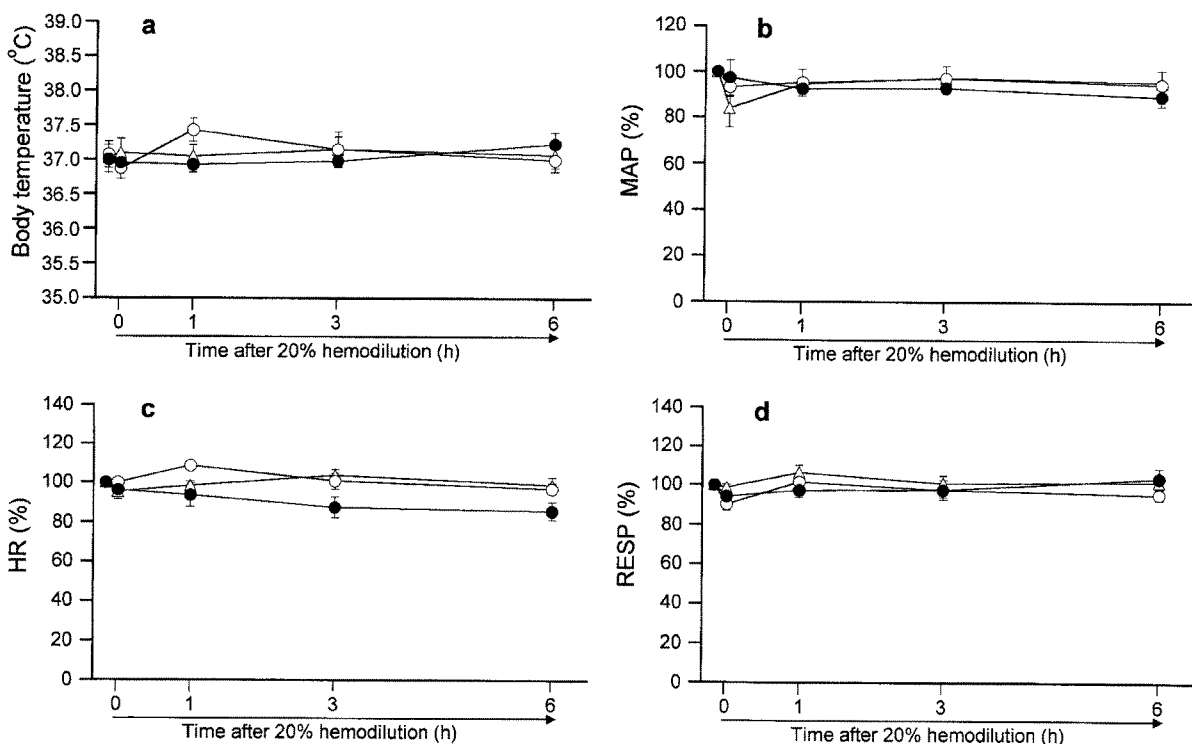 a
Body temperature (°C)
39.0
38.5
38.0
37.5
37.0
36.5
36.0
35.5
35.0
0 1 3 6
Time after 20% hemodilution (h)
b
MAP (%)
120
100
80
60
40
20
0
0 1 3 6
Time after 20% hemodilution (h)
c
HR (%)
140
120
100
80
60
40
20
0
0 1 3 6
Time after 20% hemodilution (h)
d
RESP (%)
140
120
100
80
60
40
20
0
0 1 3 6
Time after 20% hemodilution (h)